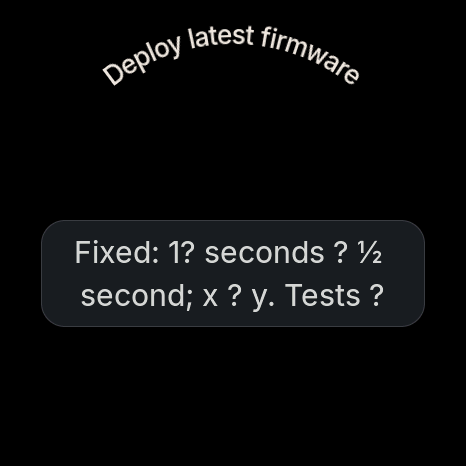 Deploy latest firmware
Fixed: 1? seconds ? ½
second; x ? y. Tests ?